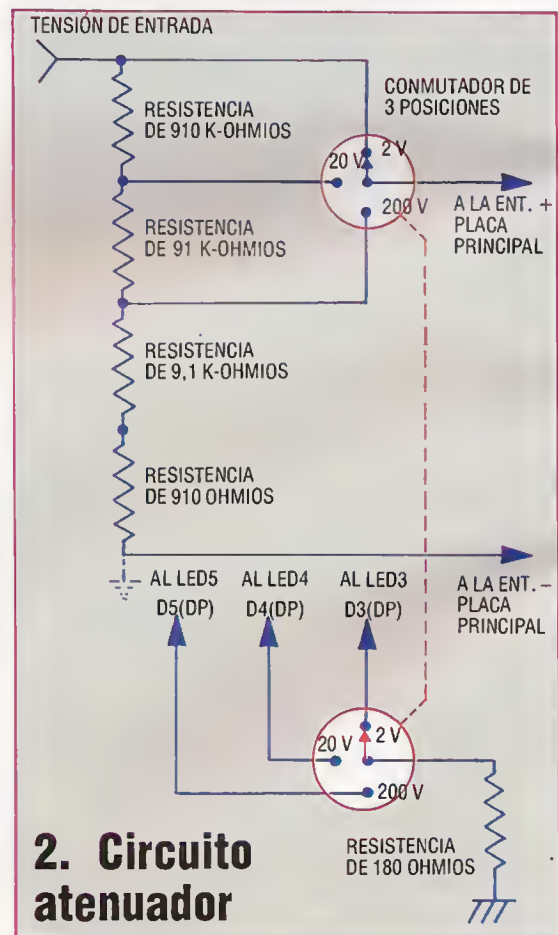 TENSIÓN DE ENTRADA
RESISTENCIA
DE 910 K-OHMIOS
CONMUTADOR DE
3 POSICIONES
20 V
2 V
200 V
A LA ENT. +
PLACA
PRINCIPAL
RESISTENCIA
DE 91 K-OHMIOS
RESISTENCIA
DE 9,1 K-OHMIOS
RESISTENCIA
DE 910 OHMIOS
AL LED5
D5(DP)
AL LED4
D4(DP)
AL LED3
D3(DP)
A LA ENT. –
PLACA
PRINCIPAL
20 V
2 V
200 V
RESISTENCIA
DE 180 OHMIOS
2. Circuito
atenuador